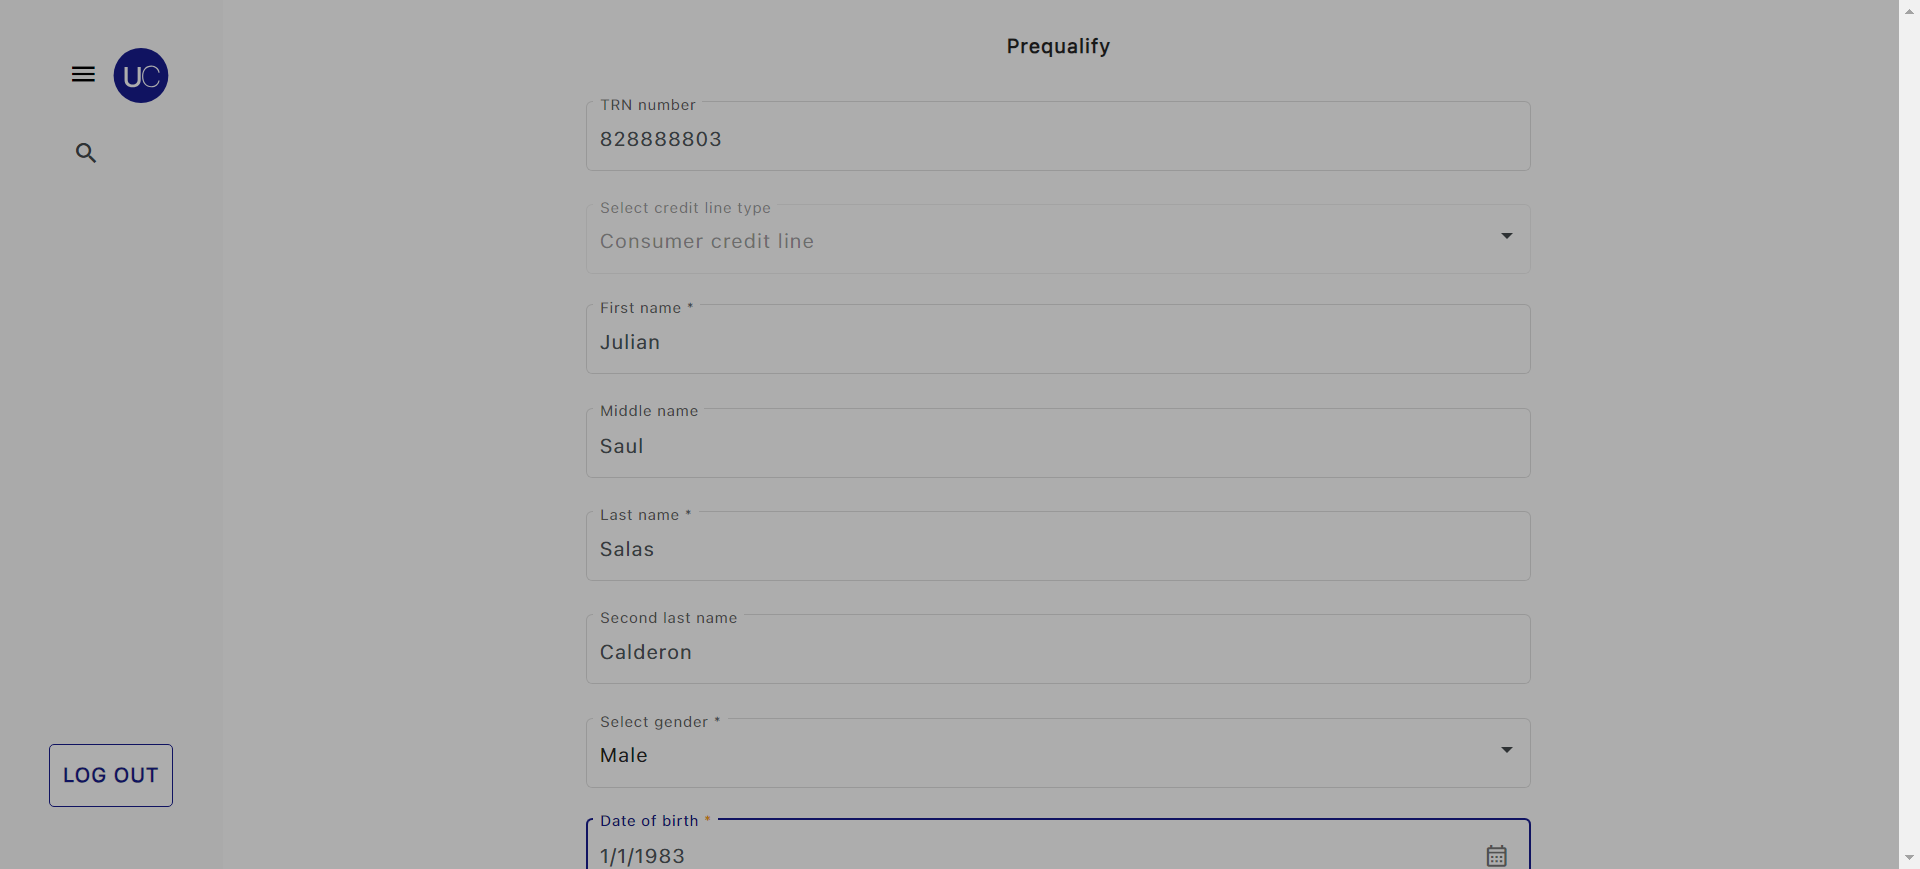 Prequalify
UC
TRN number
828888803
Select credit line type
Consumer credit line
First name *
Julian
Middle name
Saul
Last name *
Salas
Second last name
Calderon
Select gender *
Male
LOG OUT
Date of birth *
1/1/1983